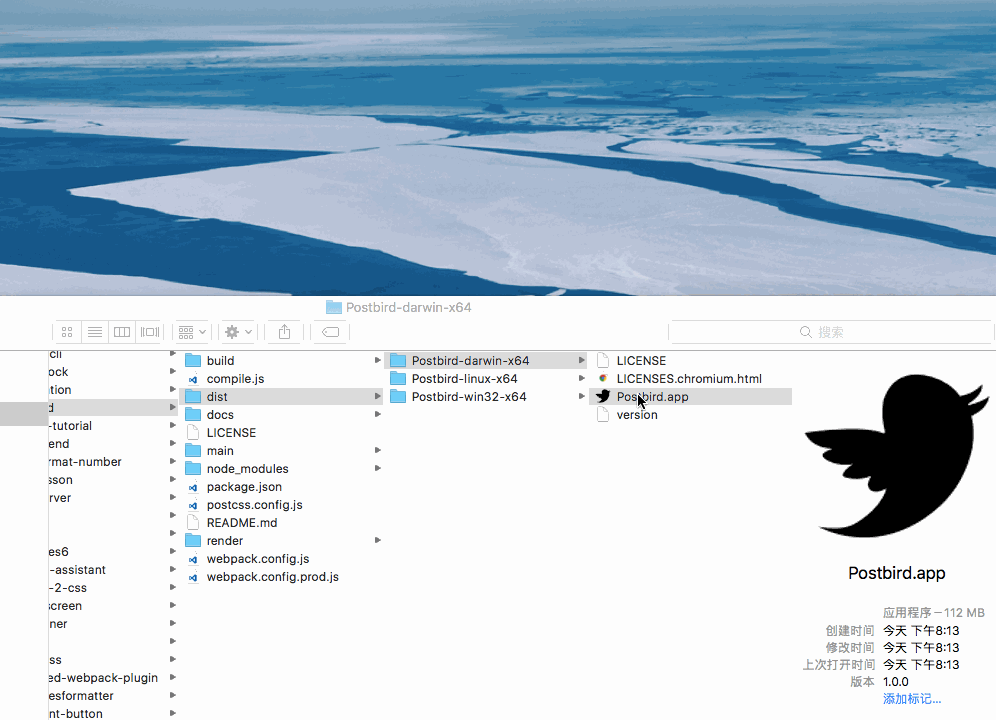 Postbird-darwin-x64
搜索
cli
ock
ation
d
-tutorial
end
rmat-number
sson
rver
es6
-assistant
-2-css
screen
ner
ss
ed-webpack-plugin
esformatter
nt-button
build
compile.js
dist
docs
LICENSE
main
node_modules
package.json
postcss.config.js
README.md
render
webpack.config.js
webpack.config.prod.js
Postbird-darwin-x64
Postbird-linux-x64
Postbird-win32-x64
LICENSE
LICENSES.chromium.html
Postbird.app
version
Postbird.app
应用程序 – 112 MB
创建时间 今天 下午8:13
修改时间 今天 下午8:13
上次打开时间 今天 下午8:13
版本 1.0.0
添加标记...